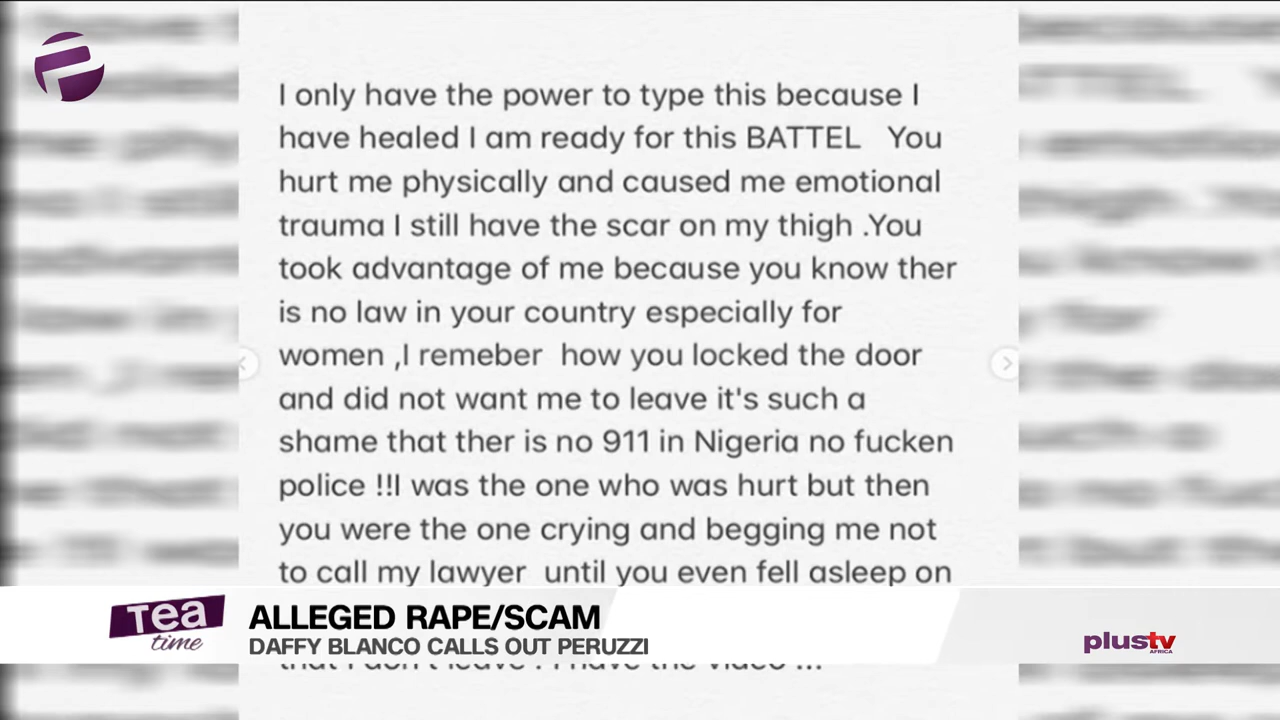 I only have the power to type this because I
have healed I am ready for this BATTEL You
hurt me physically and caused me emotional
trauma I still have the scar on my thigh .You
took advantage of me because you know ther
is no law in your country especially for
women ,I remeber how you locked the door
and did not want me to leave it's such a
shame that ther is no 911 in Nigeria no fucken
police !!I was the one who was hurt but then
you were the one crying and begging me not
to call my lawyer until you even fell asleep on
Tea
time
ALLEGED RAPE/SCAM
DAFFY BLANCO CALLS OUT PERUZZI
plustv
AFRICA
that I don't leave . I have the video ...